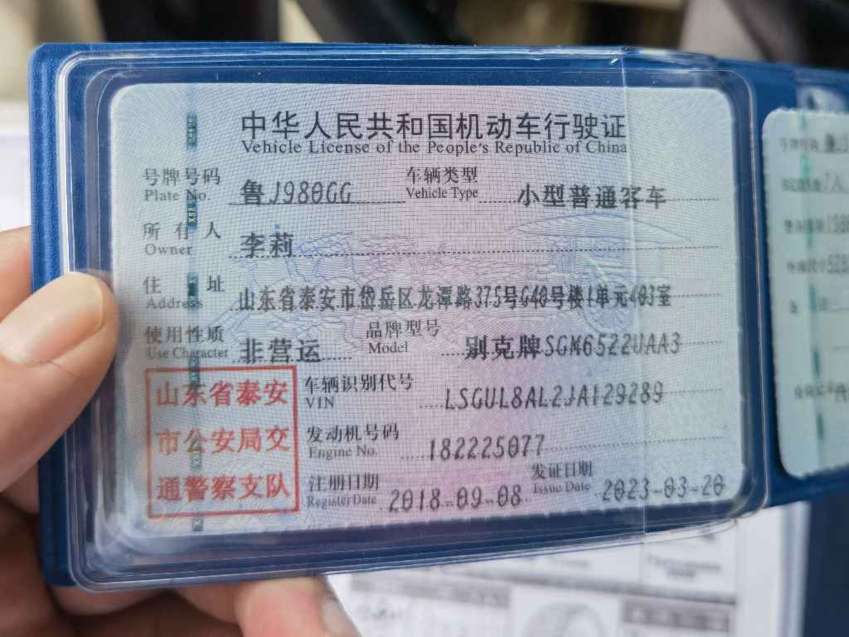 中华人民共和国机动车行驶证
Vehicle License of the People's Republic of China
号牌号码 鲁J980GG 车辆类型 小型普通客车
Plate No. Vehicle Type
所有人 李莉
Owner
住址 山东省泰安市岱岳区龙潭路375号G40号楼1单元403室
Address
使用性质 非营运 品牌型号 别克牌SGM6522UAA3
Use Character Model
山东省泰安
市公安局交
通警察支队
车辆识别代号 LSGUL8AL2JA129289
VIN
发动机号码 182225077
Engine No.
注册日期 2018-09-08 发证日期 2023-03-20
Register Date Issue Date